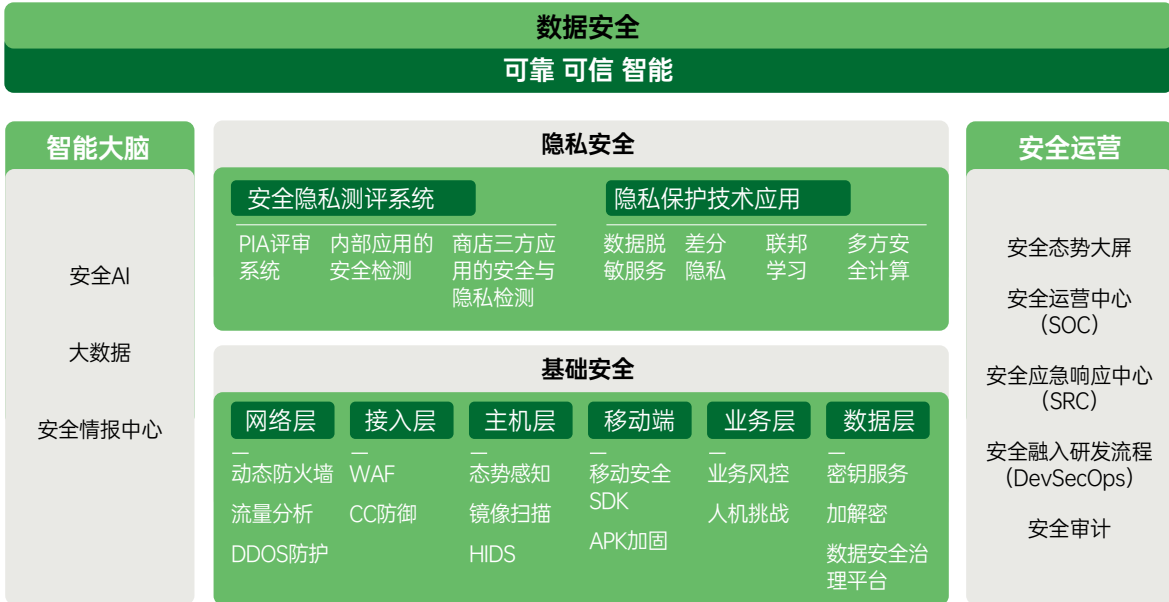 数据安全
可靠 可信 智能
智能大脑
安全AI
大数据
安全情报中心
隐私安全
安全隐私测评系统
PIA评审
系统
内部应用的
安全检测
商店三方应
用的安全与
隐私检测
隐私保护技术应用
数据脱
敏服务
差分
隐私
联邦
学习
多方安
全计算
基础安全
网络层
动态防火墙
流量分析
DDOS防护
接入层
WAF
CC防御
主机层
态势感知
镜像扫描
HIDS
移动端
移动安全
SDK
APK加固
业务层
业务风控
人机挑战
数据层
密钥服务
加解密
数据安全治
理平台
安全运营
安全态势大屏
安全运营中心
（SOC）
安全应急响应中心
（SRC）
安全融入研发流程
（DevSecOps）
安全审计